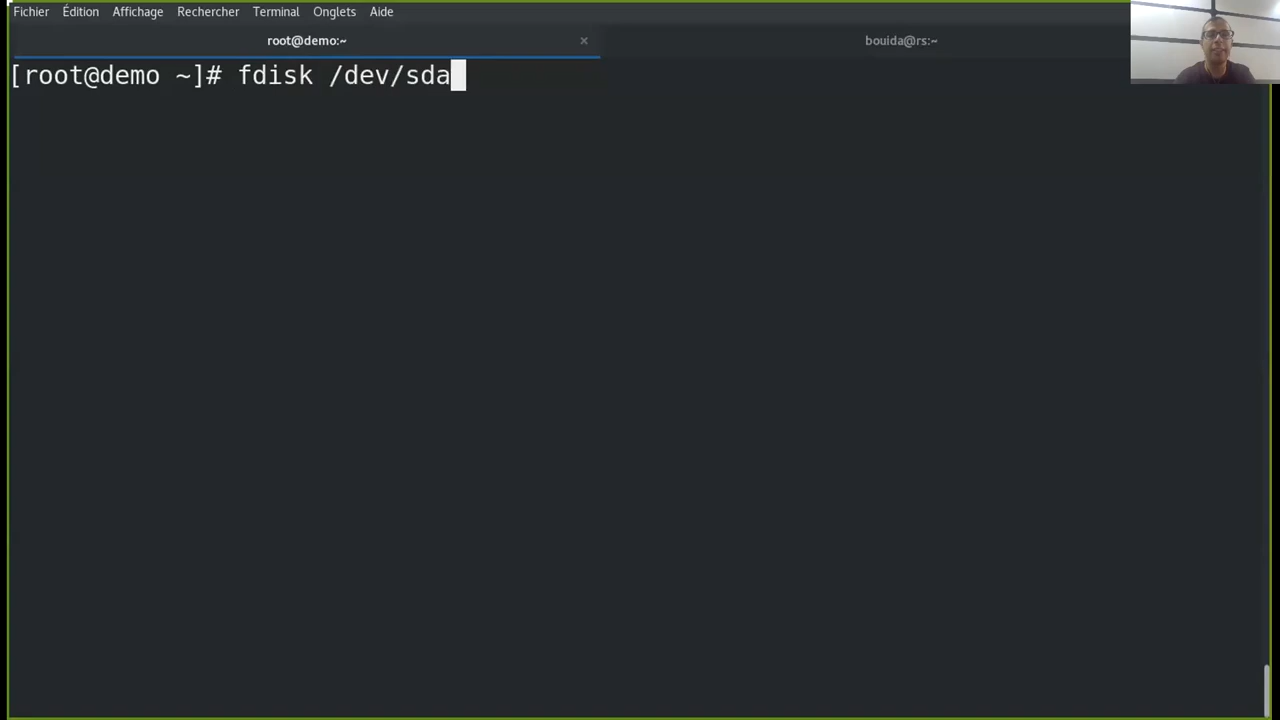 Fichier Édition Affichage Rechercher Terminal Onglets Aide
root@demo:~ × bouida@rs:~
[root@demo ~]# fdisk /dev/sda